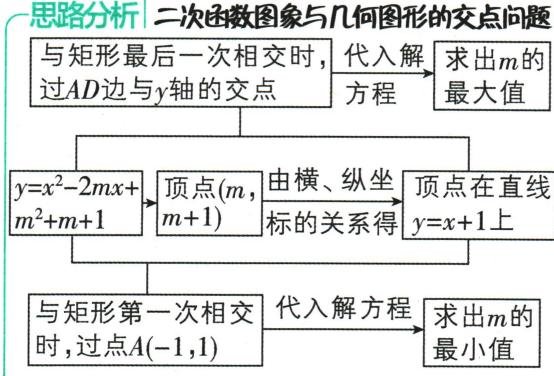 思路分析 二次函数图象与几何图形的交点问题
与矩形最后一次相交时,
过AD边与y轴的交点
代入解
方程
求出m的
最大值
y=x²-2mx+
m²+m+1
顶点(m,
m+1)
由横、纵坐
标的关系得
顶点在直线
y=x+1上
与矩形第一次相交
时,过点A(-1,1)
代入解方程
求出m的
最小值